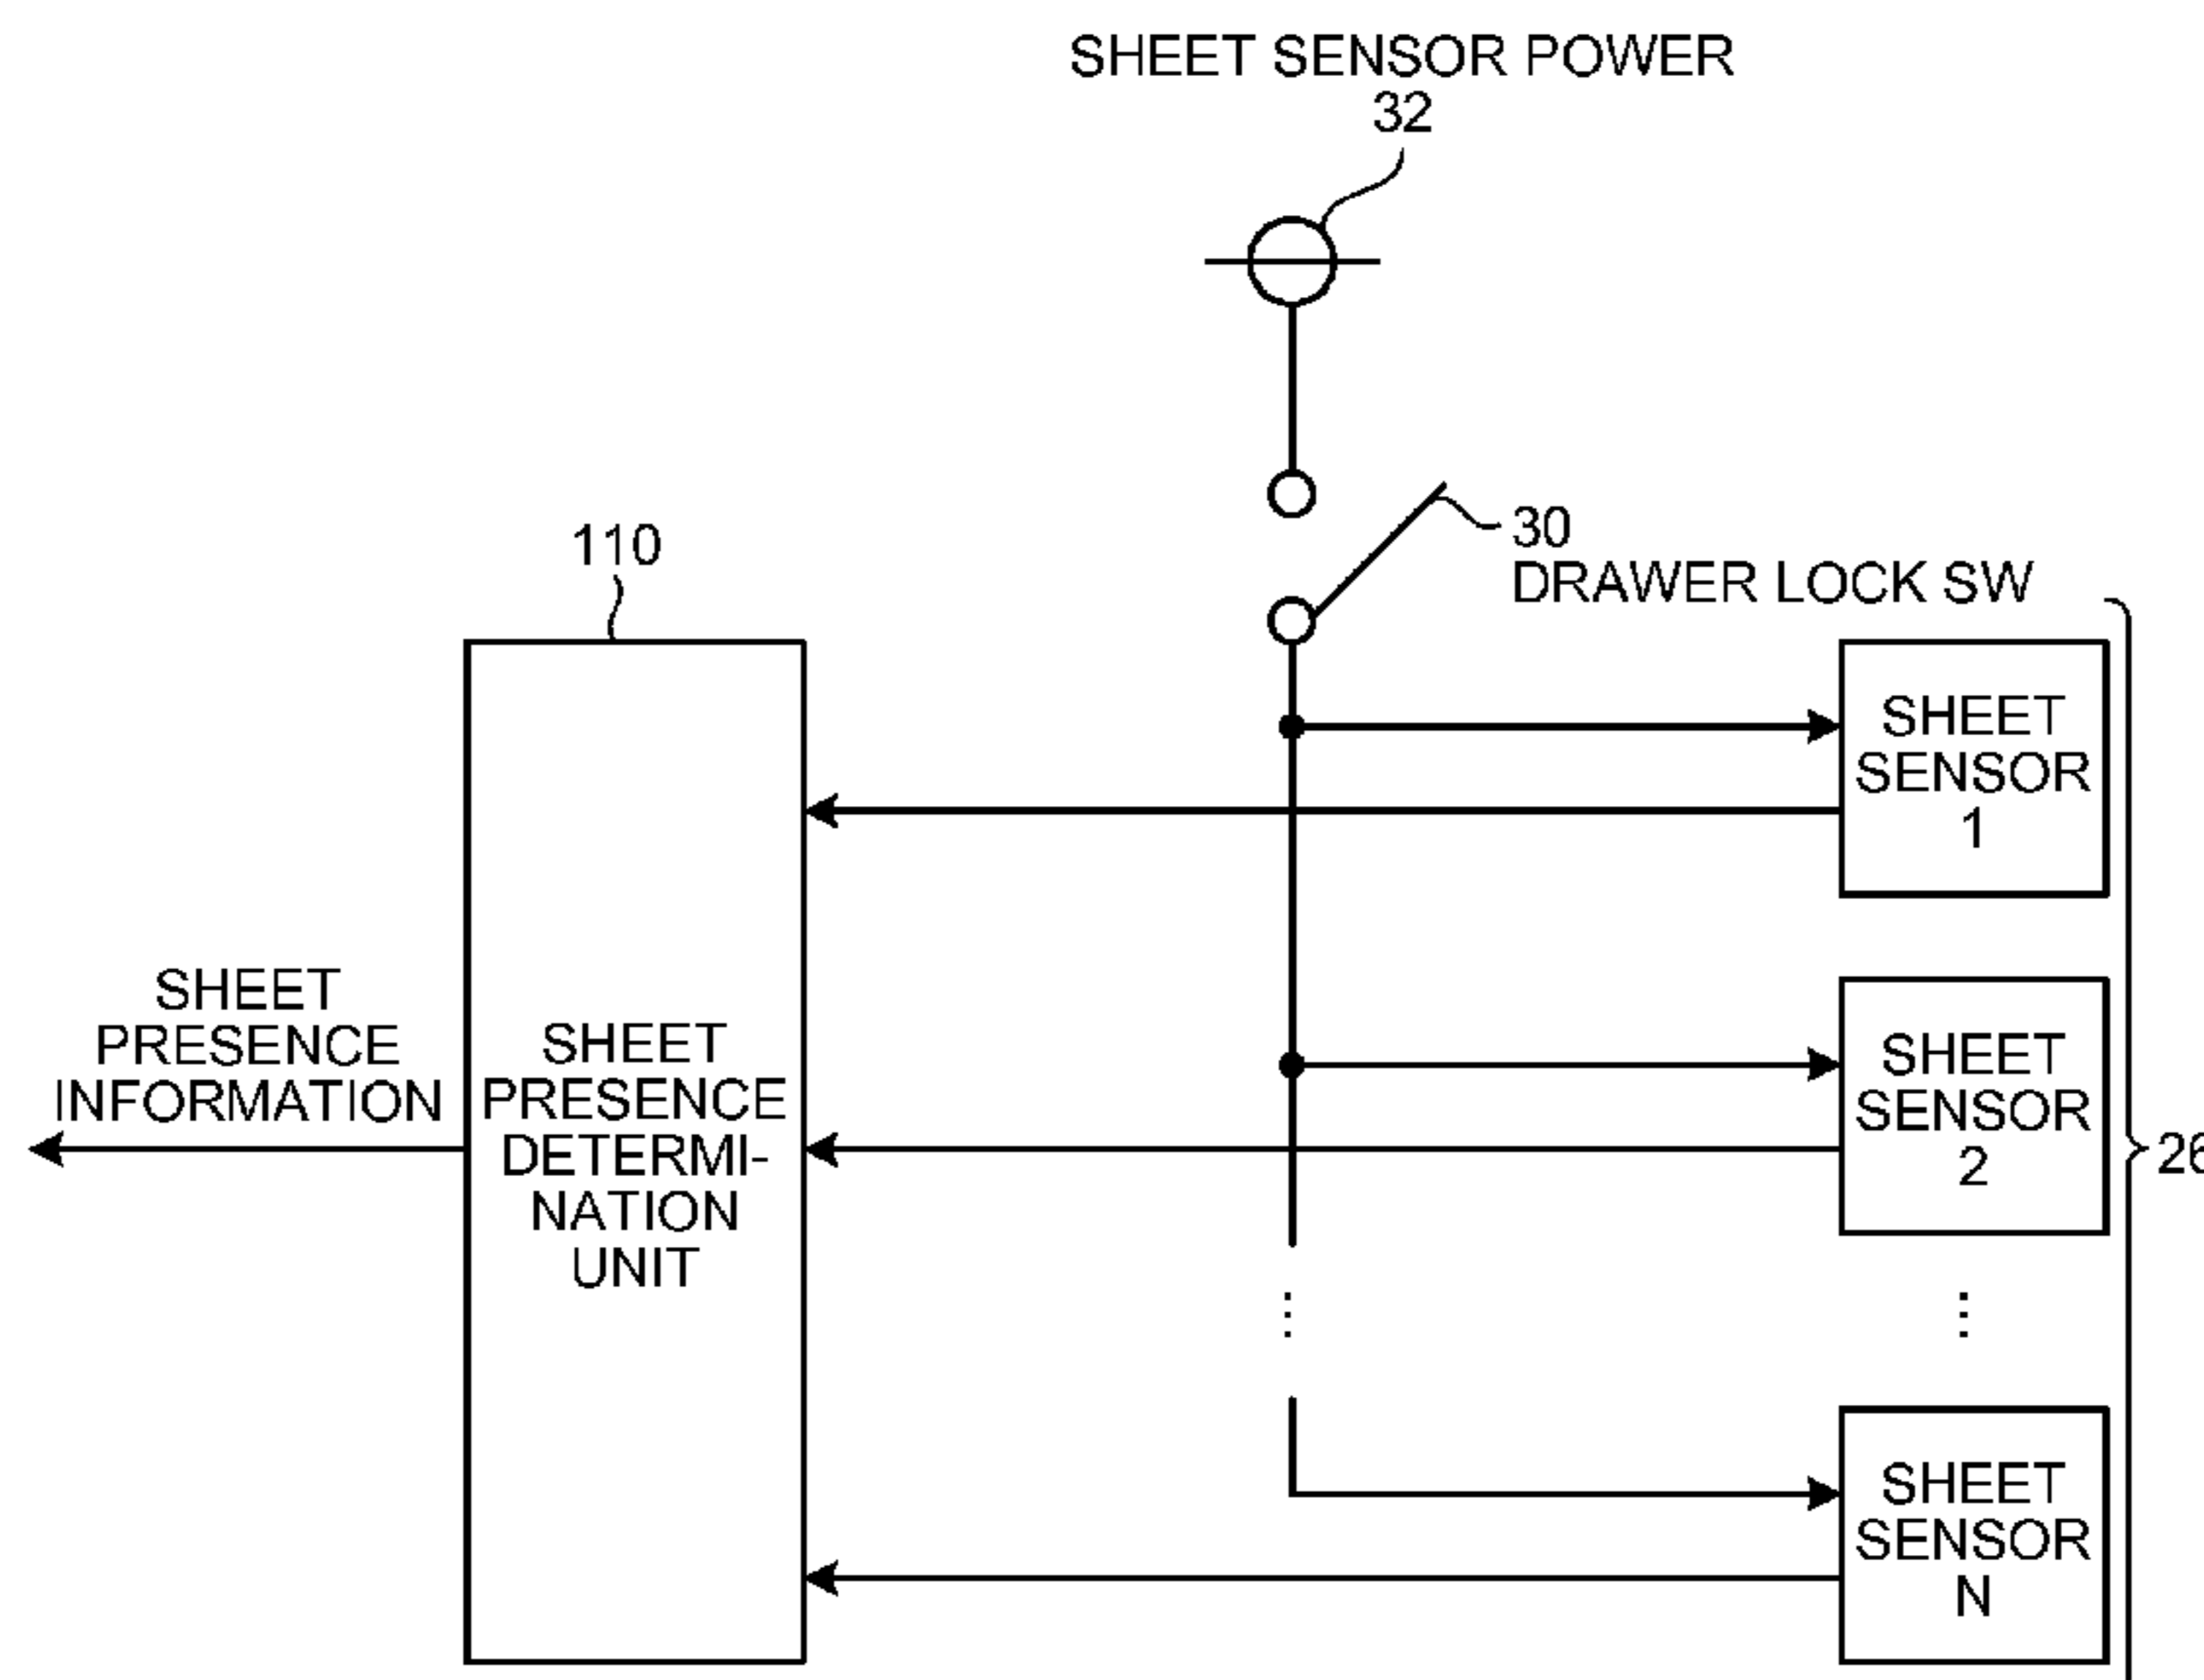 SHEET SENSOR POWER
32
30
DRAWER LOCK SW
110
SHEET
SENSOR
1
SHEET
PRESENCE
INFORMATION
SHEET
PRESENCE
DETERMI-
NATION
UNIT
SHEET
SENSOR
2
26
⋮
⋮
SHEET
SENSOR
N